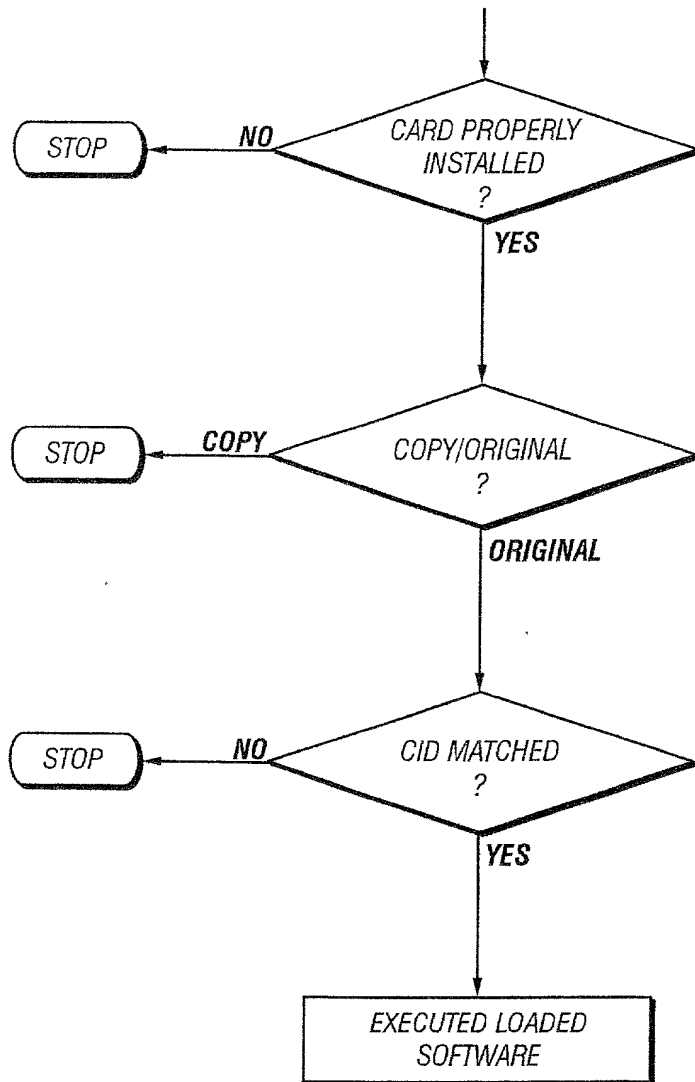 CARD PROPERLY
INSTALLED
?
NO
STOP
YES
COPY/ORIGINAL
?
COPY
STOP
ORIGINAL
CID MATCHED
?
NO
STOP
YES
EXECUTED LOADED
SOFTWARE